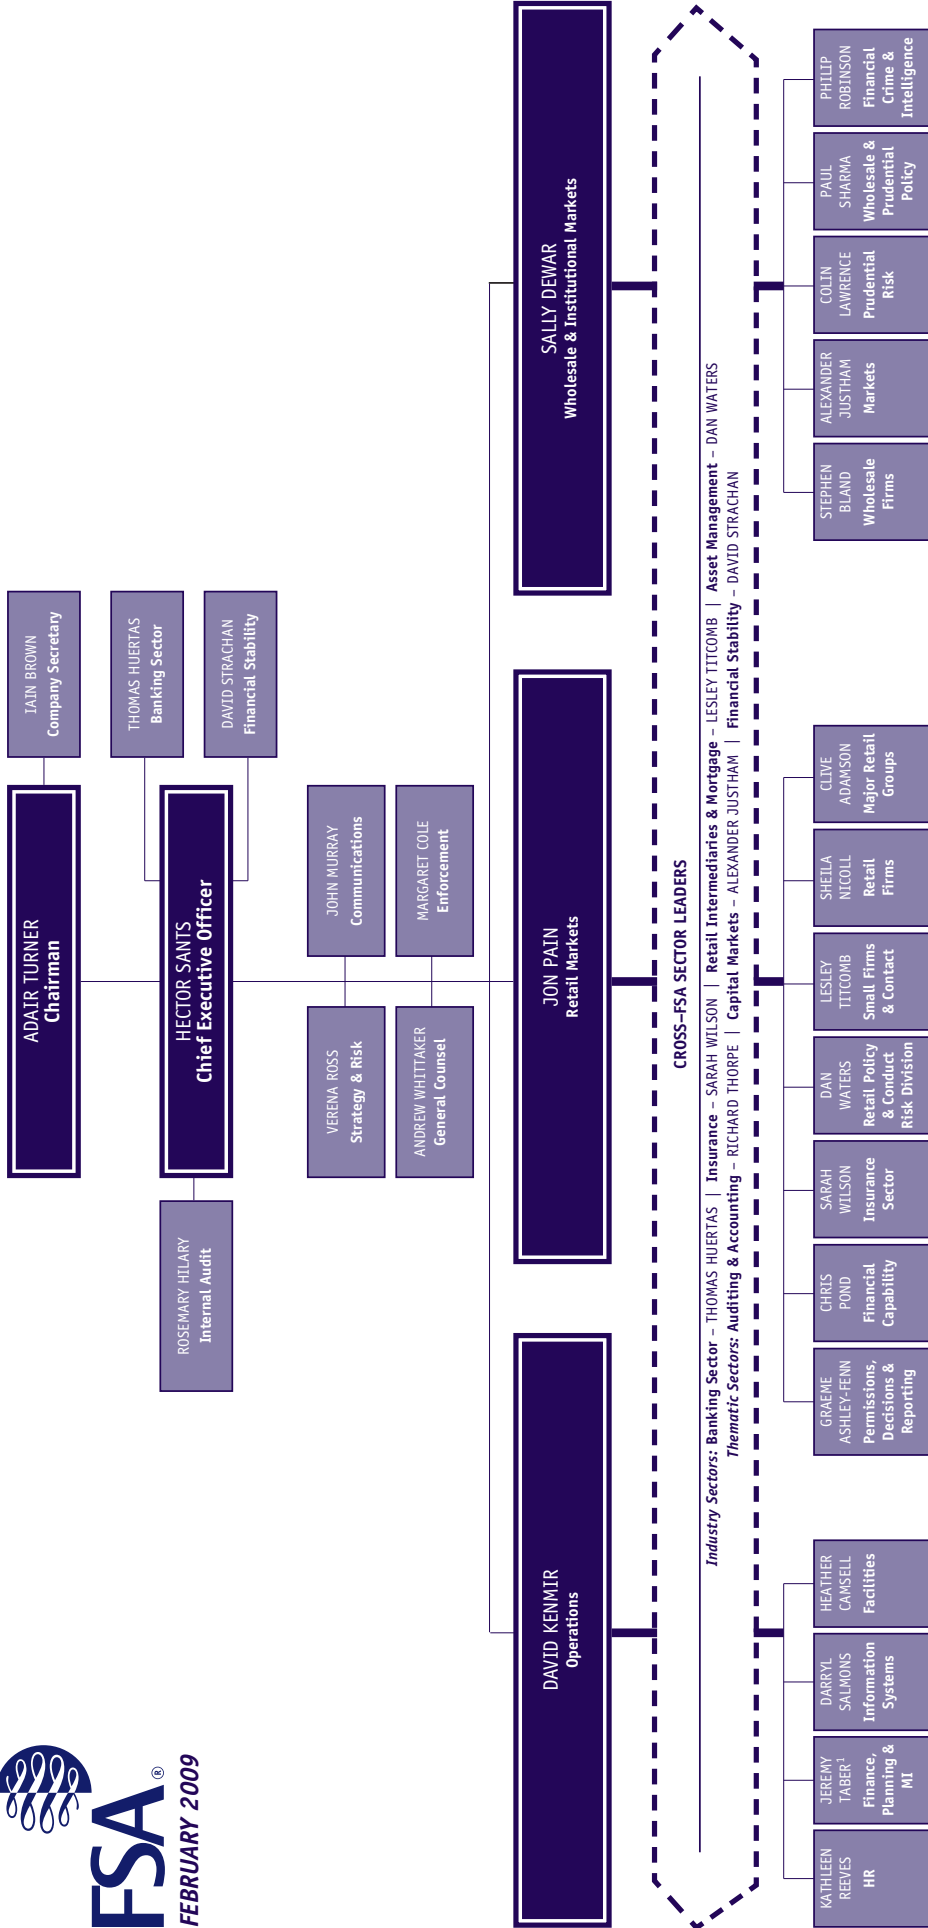 FSA®
FEBRUARY 2009
ADAIR TURNER
Chairman
IAIN BROWN
Company Secretary
ROSEMARY HILARY
Internal Audit
HECTOR SANTS
Chief Executive Officer
THOMAS HUERTAS
Banking Sector
DAVID STRACHAN
Financial Stability
VERENA ROSS
Strategy & Risk
JOHN MURRAY
Communications
ANDREW WHITTAKER
General Counsel
MARGARET COLE
Enforcement
DAVID KENMIR
Operations
JON PAIN
Retail Markets
SALLY DEWAR
Wholesale & Institutional Markets
CROSS–FSA SECTOR LEADERS
Industry Sectors: Banking Sector – THOMAS HUERTAS | Insurance – SARAH WILSON | Retail Intermediaries & Mortgage – LESLEY TITCOMB | Asset Management – DAN WATERS
Thematic Sectors: Auditing & Accounting – RICHARD THORPE | Capital Markets – ALEXANDER JUSTHAM | Financial Stability – DAVID STRACHAN
KATHLEEN
REEVES
HR
JEREMY
TABER¹
Finance,
Planning &
MI
DARRYL
SALMONS
Information
Systems
HEATHER
CAMSELL
Facilities
GRAEME
ASHLEY-FENN
Permissions,
Decisions &
Reporting
CHRIS
POND
Financial
Capability
SARAH
WILSON
Insurance
Sector
DAN
WATERS
Retail Policy
& Conduct
Risk Division
LESLEY
TITCOMB
Small Firms
& Contact
SHEILA
NICOLL
Retail
Firms
CLIVE
ADAMSON
Major Retail
Groups
STEPHEN
BLAND
Wholesale
Firms
ALEXANDER
JUSTHAM
Markets
COLIN
LAWRENCE
Prudential
Risk
PAUL
SHARMA
Wholesale &
Prudential
Policy
PHILIP
ROBINSON
Financial
Crime &
Intelligence